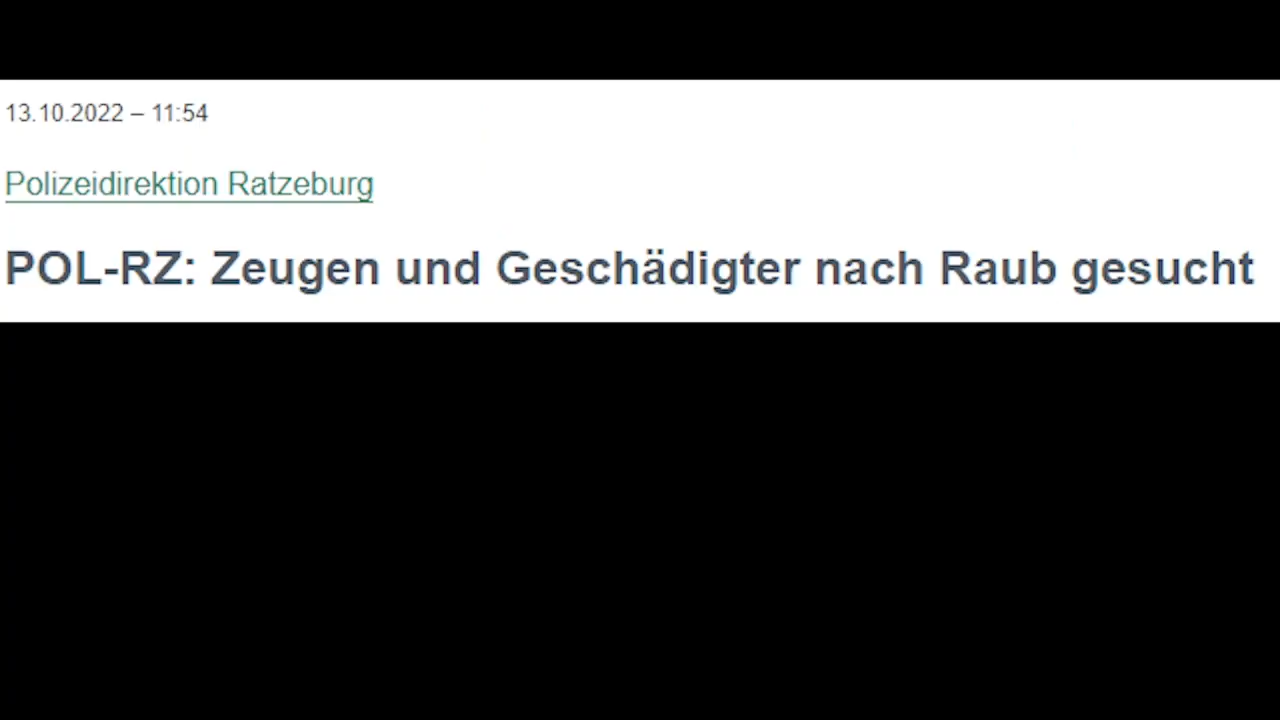 13.10.2022 – 11:54
Polizeidirektion Ratzeburg
POL-RZ: Zeugen und Geschädigter nach Raub gesucht